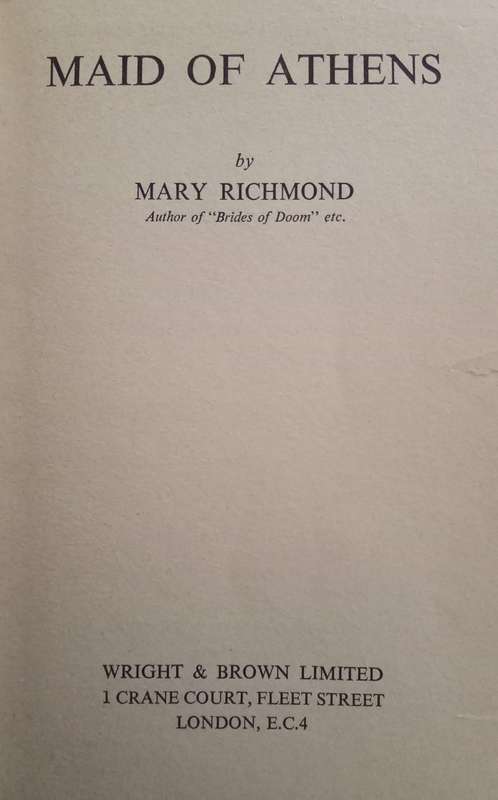 MAID OF ATHENS
by
MARY RICHMOND
Author of "Brides of Doom" etc.
WRIGHT & BROWN LIMITED
1 CRANE COURT, FLEET STREET
LONDON, E.C.4